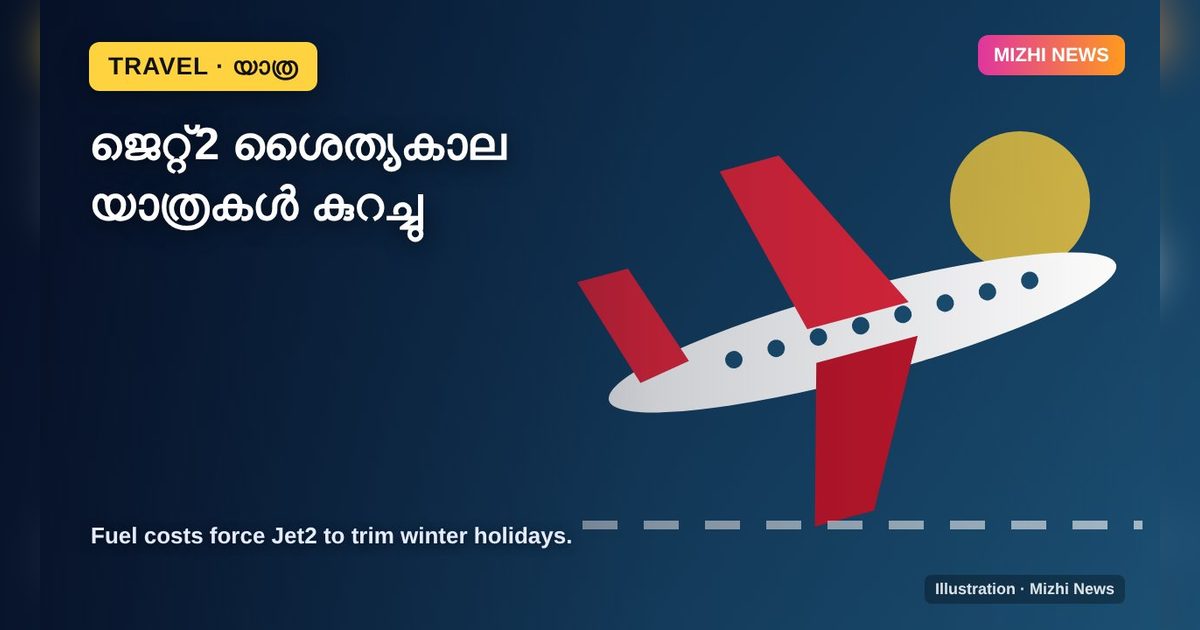 TRAVEL · യാത്ര
MIZHI NEWS
ജെറ്റ്2 ശൈത്യകാല
യാത്രകൾ കുറച്ചു
Fuel costs force Jet2 to trim winter holidays.
Illustration · Mizhi News